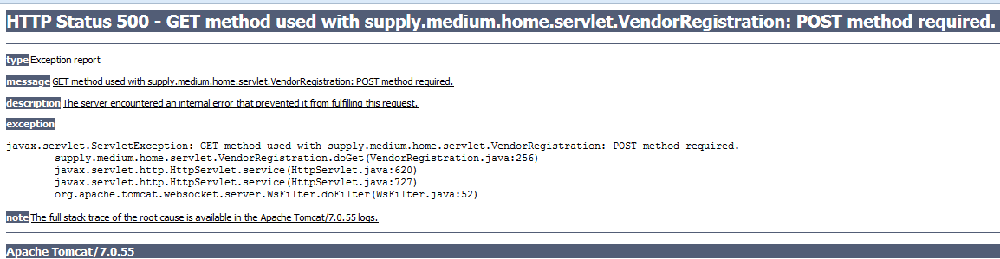 HTTP Status 500 - GET method used with supply.medium.home.servlet.VendorRegistration: POST method required.
type Exception report
message GET method used with supply.medium.home.servlet.VendorRegistration: POST method required.
description The server encountered an internal error that prevented it from fulfilling this request.
exception
javax.servlet.ServletException: GET method used with supply.medium.home.servlet.VendorRegistration: POST method required.
supply.medium.home.servlet.VendorRegistration.doGet(VendorRegistration.java:256)
javax.servlet.http.HttpServlet.service(HttpServlet.java:620)
javax.servlet.http.HttpServlet.service(HttpServlet.java:727)
org.apache.tomcat.websocket.server.WsFilter.doFilter(WsFilter.java:52)
note The full stack trace of the root cause is available in the Apache Tomcat/7.0.55 logs.
Apache Tomcat/7.0.55